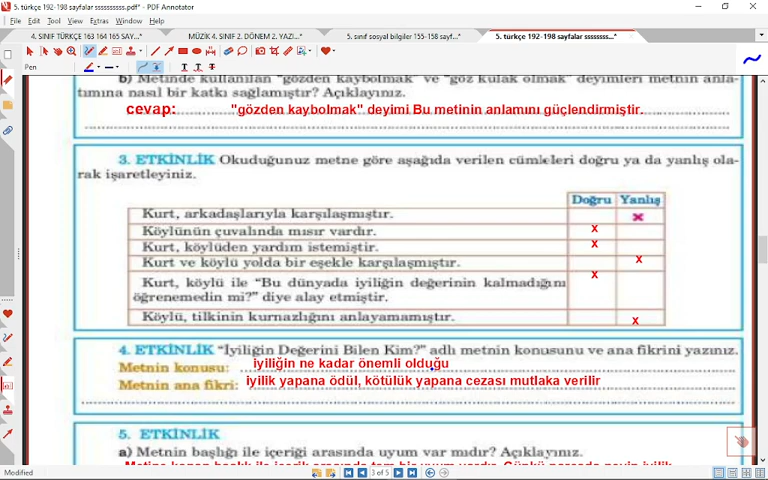 5. türkçe 192-198 sayfalar sssssssss.pdf* - PDF Annotator
File Edit Tool View Extras Window Help
4. SINIF TÜRKÇE 163 164 165 SAY...*
MÜZİK 4. SINIF 2. DÖNEM 2. YAZI...*
5. sınıf sosyal bilgiler 155-158 sayf...*
5. türkçe 192-198 sayfalar ssssssss...*
Pen
b) Metinde kullanılan "gözden kaybolmak" ve "göz kulak olmak" deyimleri metnin anla-
tımına nasıl bir katkı sağlamıştır? Açıklayınız.
cevap: "gözden kaybolmak" deyimi Bu metinin anlamını güçlendirmiştir.
3. ETKİNLİK Okuduğunuz metne göre aşağıda verilen cümleleri doğru ya da yanlış ola-
rak işaretleyiniz.
Doğru Yanlış
Kurt, arkadaşlarıyla karşılaşmıştır. x
Köylünün çuvalında mısır vardır. x
Kurt, köylüden yardım istemiştir. x
Kurt ve köylü yolda bir eşekle karşılaşmıştır. x
Kurt, köylü ile "Bu dünyada iyiliğin değerinin kalmadığını x
öğrenemedin mi?" diye alay etmiştir.
Köylü, tilkinin kurnazlığını anlayamamıştır. x
4. ETKİNLİK "İyiliğin Değerini Bilen Kim?" adlı metnin konusunu ve ana fikrini yazınız.
Metnin konusu: iyiliğin ne kadar önemli olduğu
Metnin ana fikri: iyilik yapana ödül, kötülük yapana cezası mutlaka verilir
5. ETKİNLİK
a) Metnin başlığı ile içeriği arasında uyum var mıdır? Açıklayınız.
Modified
3 of 5